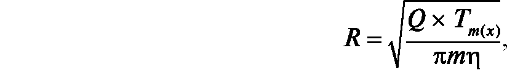 R = √(Q × T_m(x) / πmη),